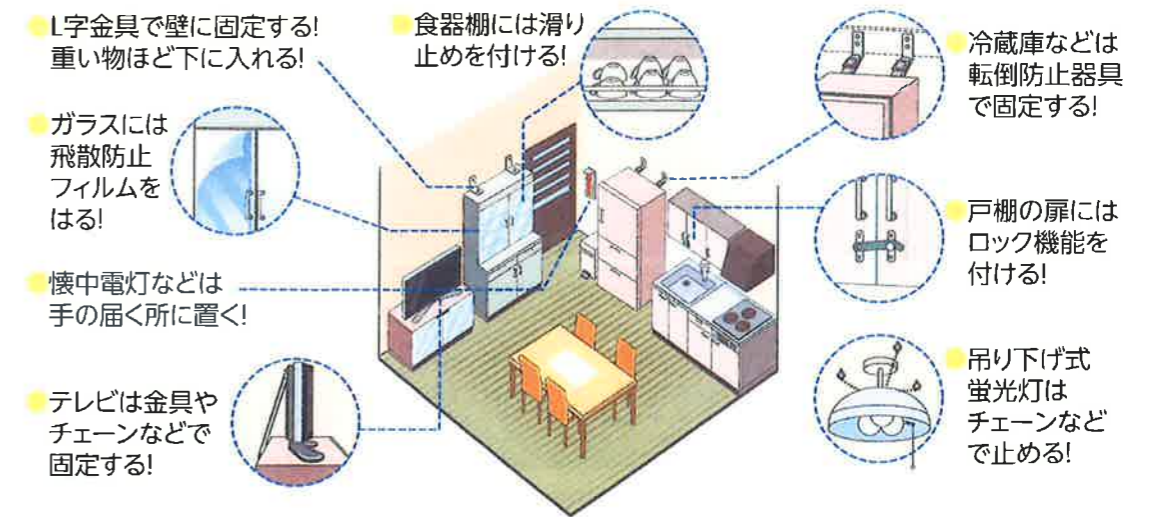 L字金具で壁に固定する!
重い物ほど下に入れる!
食器棚には滑り
止めを付ける!
冷蔵庫などは
転倒防止器具
で固定する!
ガラスには
飛散防止
フィルムを
はる!
戸棚の扉には
ロック機能を
付ける!
懐中電灯などは
手の届く所に置く!
テレビは金具や
チェーンなどで
固定する!
吊り下げ式
蛍光灯は
チェーンなど
で止める!